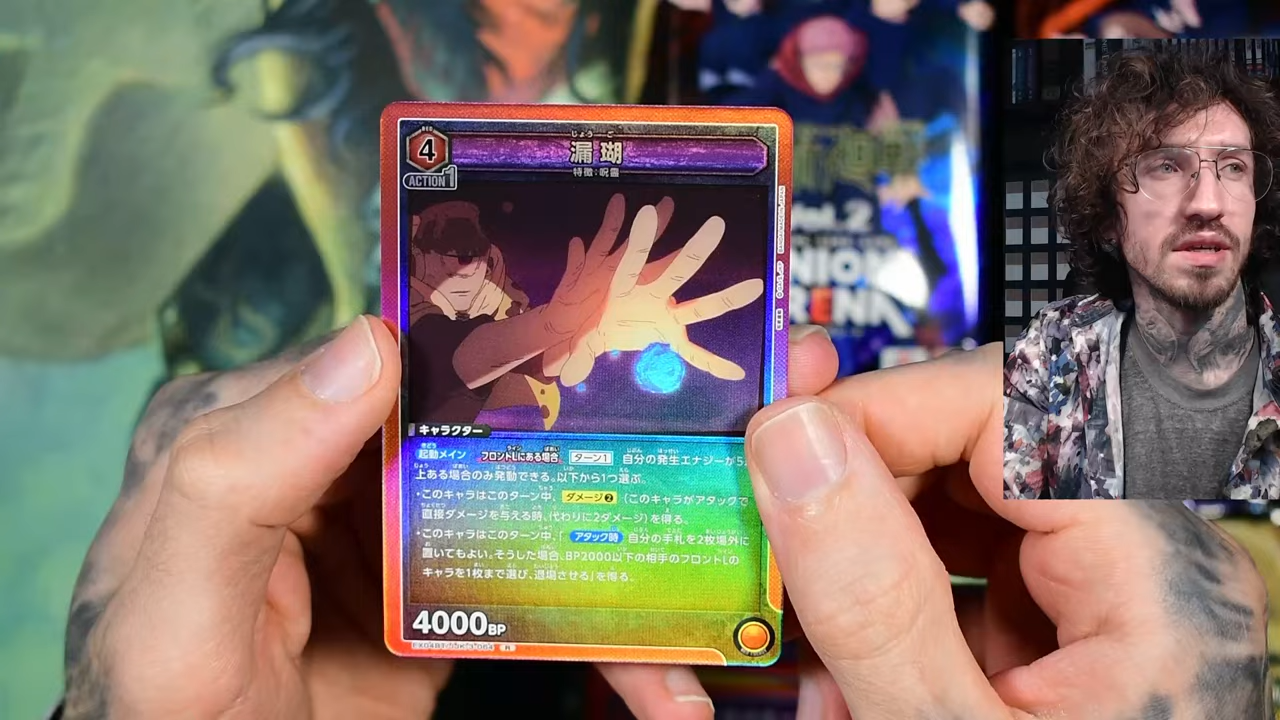 RED
4
ACTION 1
じょう ご
漏瑚
特徴:呪霊
Vol.2
UNION
ARENA
キャラクター
起動メイン フロントLにある場合 ターン1 自分の発生エナジーが5以
上ある場合のみ発動できる。以下から1つ選ぶ。
・このキャラはこのターン中、ダメージ2(このキャラがアタックで
直接ダメージを与える時、代わりに2ダメージ)を得る。
・このキャラはこのターン中、「アタック時 自分の手札を2枚場外に
置いてもよい。そうした場合、BP2000以下の相手のフロントLの
キャラを1枚まで選び、退場させる」を得る。
4000BP